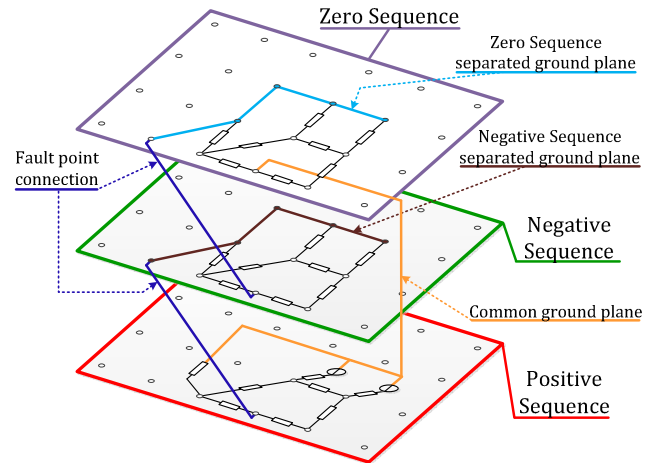 Zero Sequence
Zero Sequence
separated ground plane
Fault point
connection
Negative Sequence
separated ground plane
Negative
Sequence
Common ground plane
Positive
Sequence